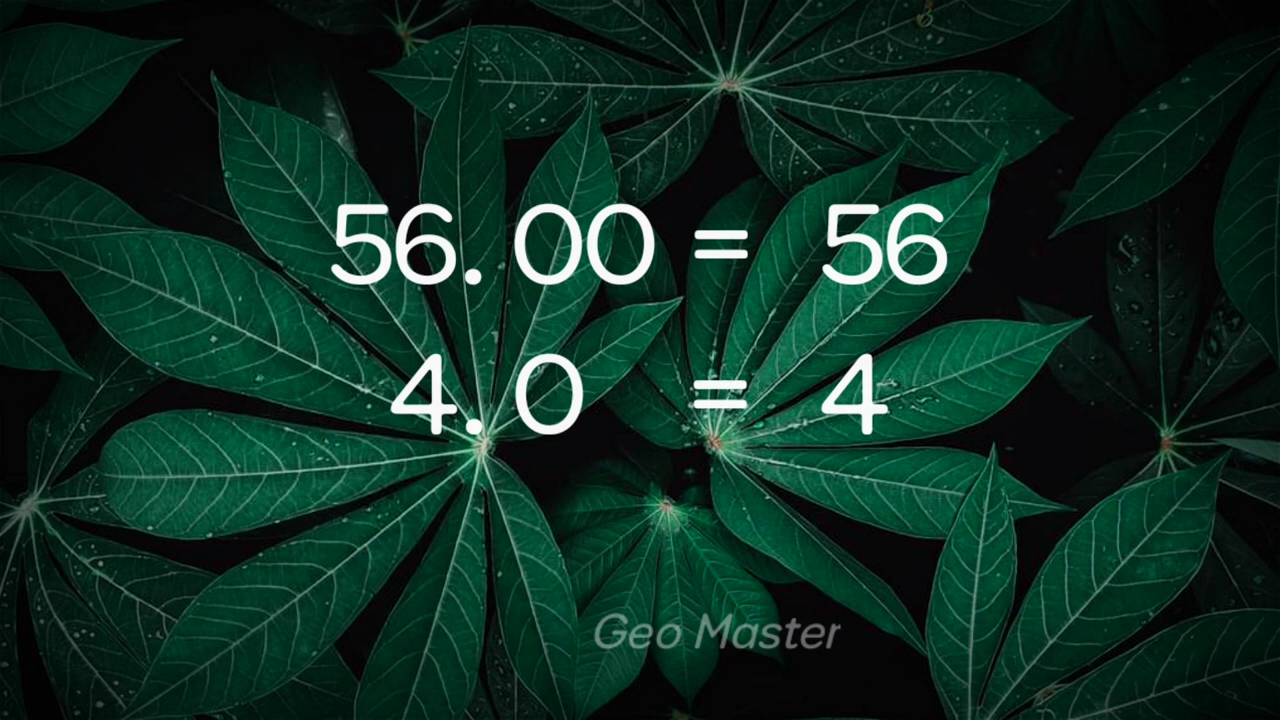 56.00 = 56
4.0 = 4
Geo Master